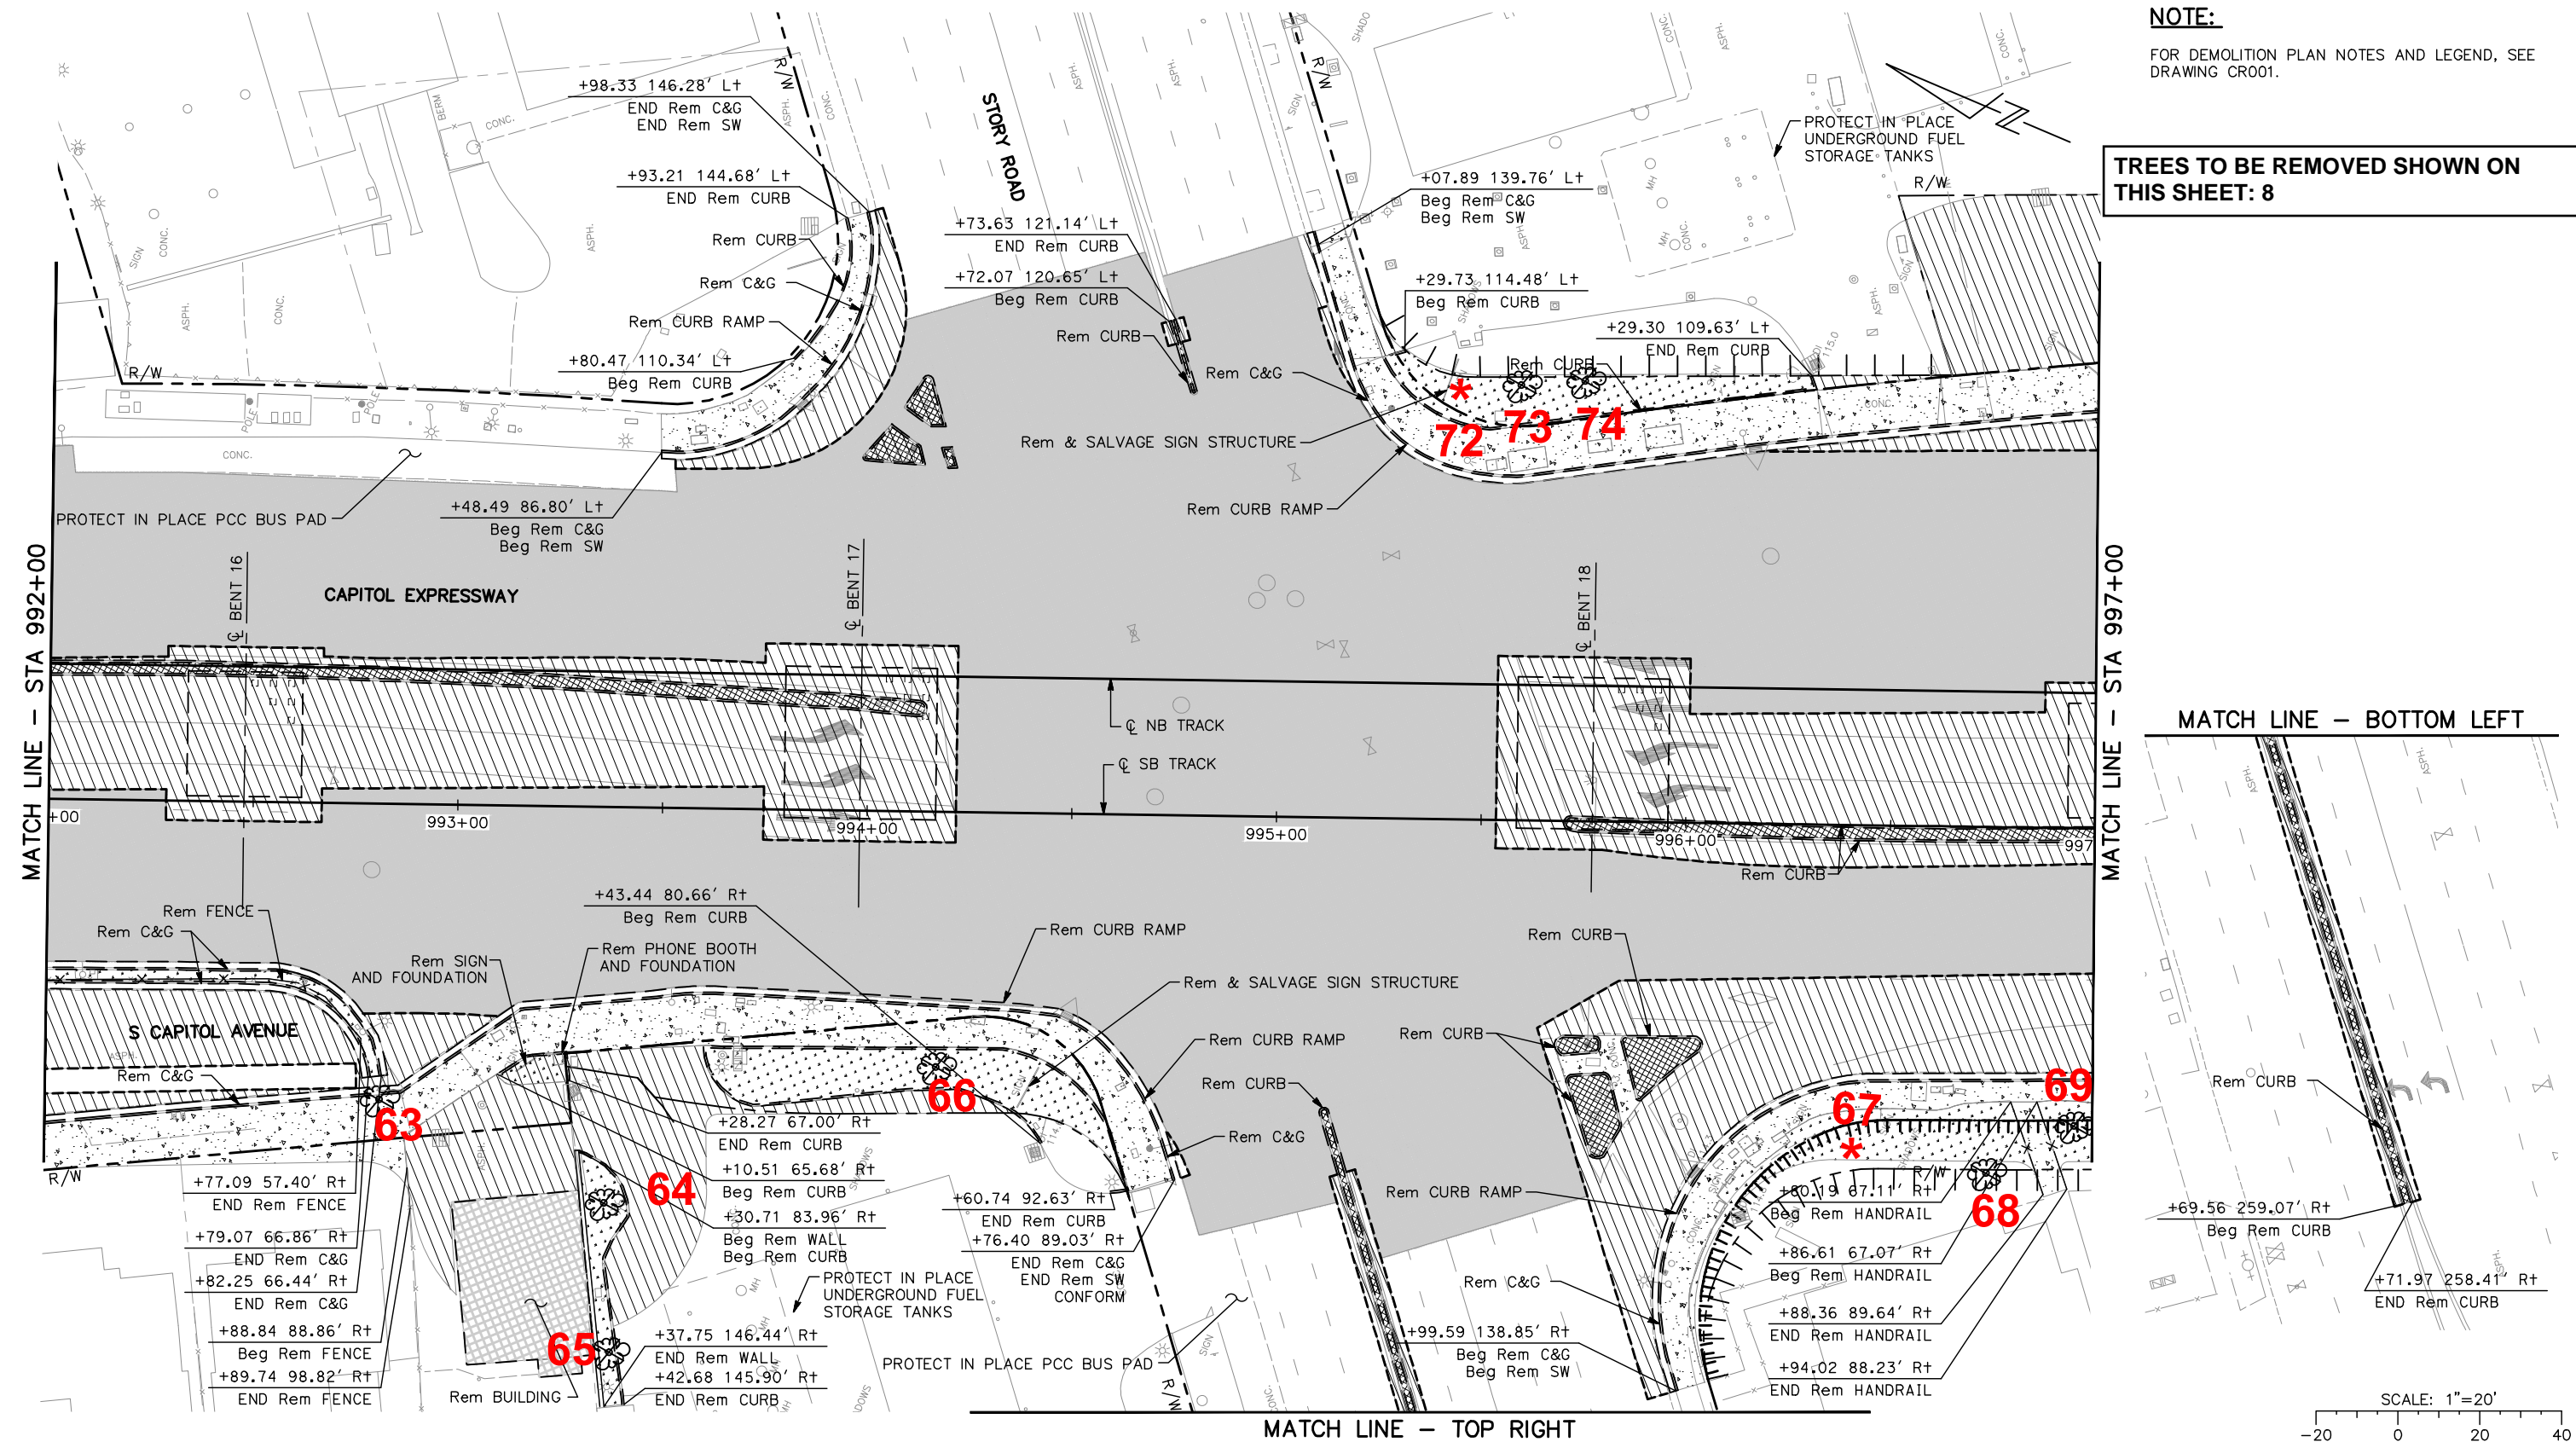 NOTE:
FOR DEMOLITION PLAN NOTES AND LEGEND, SEE
DRAWING CR001.
TREES TO BE REMOVED SHOWN ON
THIS SHEET: 8
+98.33 146.28' Lt
END Rem C&G
END Rem SW
+93.21 144.68' Lt
END Rem CURB
Rem CURB
Rem C&G
Rem CURB RAMP
+80.47 110.34' Lt
Beg Rem CURB
R/W
R/W
STORY ROAD
+73.63 121.14' Lt
END Rem CURB
+72.07 120.65' Lt
Beg Rem CURB
Rem CURB
R/W
PROTECT IN PLACE
UNDERGROUND FUEL
STORAGE TANKS
R/W
+07.89 139.76' Lt
Beg Rem C&G
Beg Rem SW
+29.73 114.48' Lt
Beg Rem CURB
+29.30 109.63' Lt
END Rem CURB
Rem CURB
Rem C&G
Rem & SALVAGE SIGN STRUCTURE
*
72
73
74
Rem CURB RAMP
PROTECT IN PLACE PCC BUS PAD
+48.49 86.80' Lt
Beg Rem C&G
Beg Rem SW
BERM
CONC.
ASPH.
SIGN
POLE
POLE
MH
MH
SHADOWS
115.0
MATCH LINE - STA 992+00
CAPITOL EXPRESSWAY
℄ BENT 16
℄ BENT 17
℄ BENT 18
℄ NB TRACK
℄ SB TRACK
+00
993+00
994+00
995+00
996+00
997
MATCH LINE - STA 997+00
Rem CURB
Rem FENCE
Rem C&G
Rem SIGN
AND FOUNDATION
+43.44 80.66' Rt
Beg Rem CURB
Rem PHONE BOOTH
AND FOUNDATION
Rem CURB RAMP
Rem & SALVAGE SIGN STRUCTURE
Rem CURB RAMP
Rem CURB
Rem C&G
S CAPITOL AVENUE
ASPH.
Rem C&G
R/W
63
64
65
66
+77.09 57.40' Rt
END Rem FENCE
+79.07 66.86' Rt
END Rem C&G
+82.25 66.44' Rt
END Rem C&G
+88.84 88.86' Rt
Beg Rem FENCE
+89.74 98.82' Rt
END Rem FENCE
Rem BUILDING
+28.27 67.00' Rt
END Rem CURB
+10.51 65.68' Rt
Beg Rem CURB
+30.71 83.96' Rt
Beg Rem WALL
Beg Rem CURB
PROTECT IN PLACE
UNDERGROUND FUEL
STORAGE TANKS
+37.75 146.44' Rt
END Rem WALL
+42.68 145.90' Rt
END Rem CURB
+60.74 92.63' Rt
END Rem CURB
+76.40 89.03' Rt
END Rem C&G
END Rem SW
CONFORM
PROTECT IN PLACE PCC BUS PAD
R/W
Rem CURB
Rem CURB
Rem CURB RAMP
Rem C&G
+99.59 138.85' Rt
Beg Rem C&G
Beg Rem SW
67
*
68
69
R/W
+80.19 67.11' Rt
Beg Rem HANDRAIL
+86.61 67.07' Rt
Beg Rem HANDRAIL
+88.36 89.64' Rt
END Rem HANDRAIL
+94.02 88.23' Rt
END Rem HANDRAIL
MATCH LINE - TOP RIGHT
MATCH LINE - BOTTOM LEFT
ASPH.
ASPH.
Rem CURB
+69.56 259.07' Rt
Beg Rem CURB
ASPH.
+71.97 258.41' Rt
END Rem CURB
SCALE: 1"=20'
-20 0 20 40